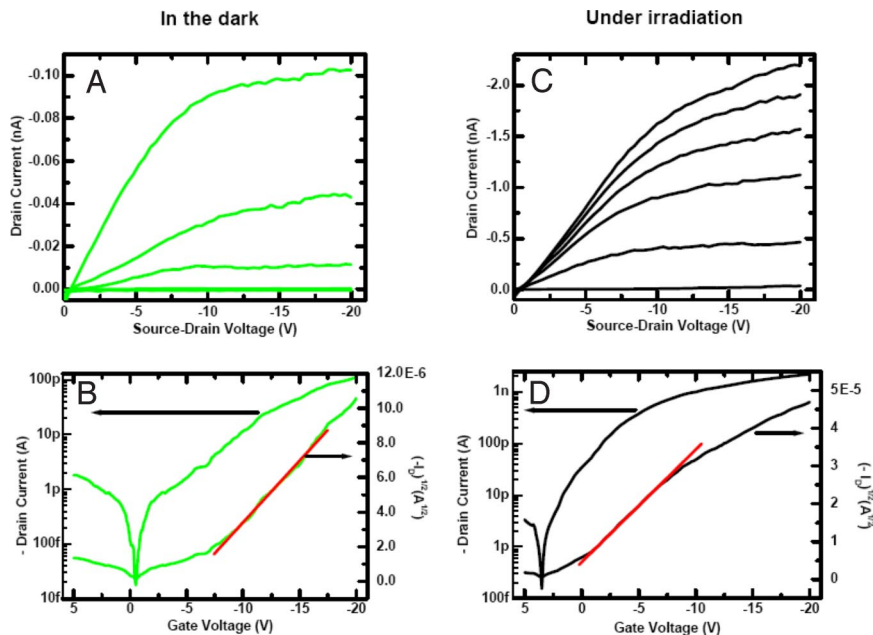 In the dark
Under irradiation
A
Drain Current (nA)
-0.10
-0.08
-0.06
-0.04
-0.02
0.00
0
-5
-10
-15
-20
Source-Drain Voltage (V)
C
Drain Current (nA)
-2.0
-1.5
-1.0
-0.5
0.0
0
-5
-10
-15
-20
Source-Drain Voltage (V)
B
- Drain Current (A)
100p
10p
1p
100f
10f
5
0
-5
-10
-15
-20
Gate Voltage (V)
12.0E-6
10.0
8.0
6.0
4.0
2.0
0.0
(-I_D)^1/2(A^1/2)
D
- Drain Current (A)
1n
100p
10p
1p
100f
5
0
-5
-10
-15
-20
Gate Voltage (V)
5E-5
4
3
2
1
0
(- I_D)^1/2(A^1/2)